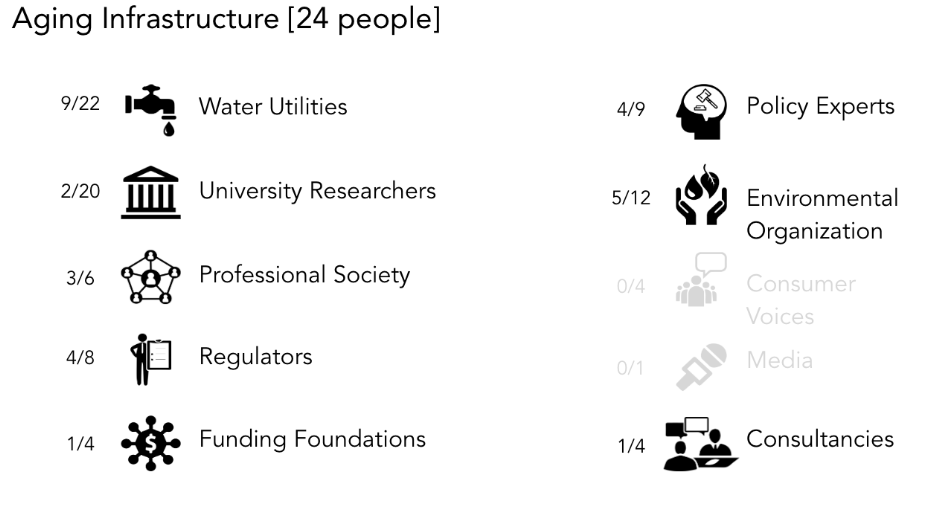 Aging Infrastructure [24 people]
9/22 Water Utilities
2/20 University Researchers
3/6 Professional Society
4/8 Regulators
1/4 Funding Foundations
4/9 Policy Experts
5/12 Environmental
Organization
0/4 Consumer
Voices
0/1 Media
1/4 Consultancies